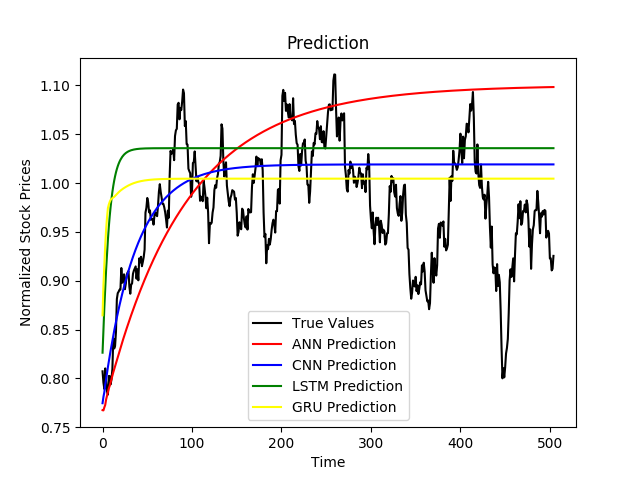 Prediction
Normalized Stock Prices
1.10
1.05
1.00
0.95
0.90
0.85
0.80
0.75
True Values
ANN Prediction
CNN Prediction
LSTM Prediction
GRU Prediction
0 100 200 300 400 500
Time